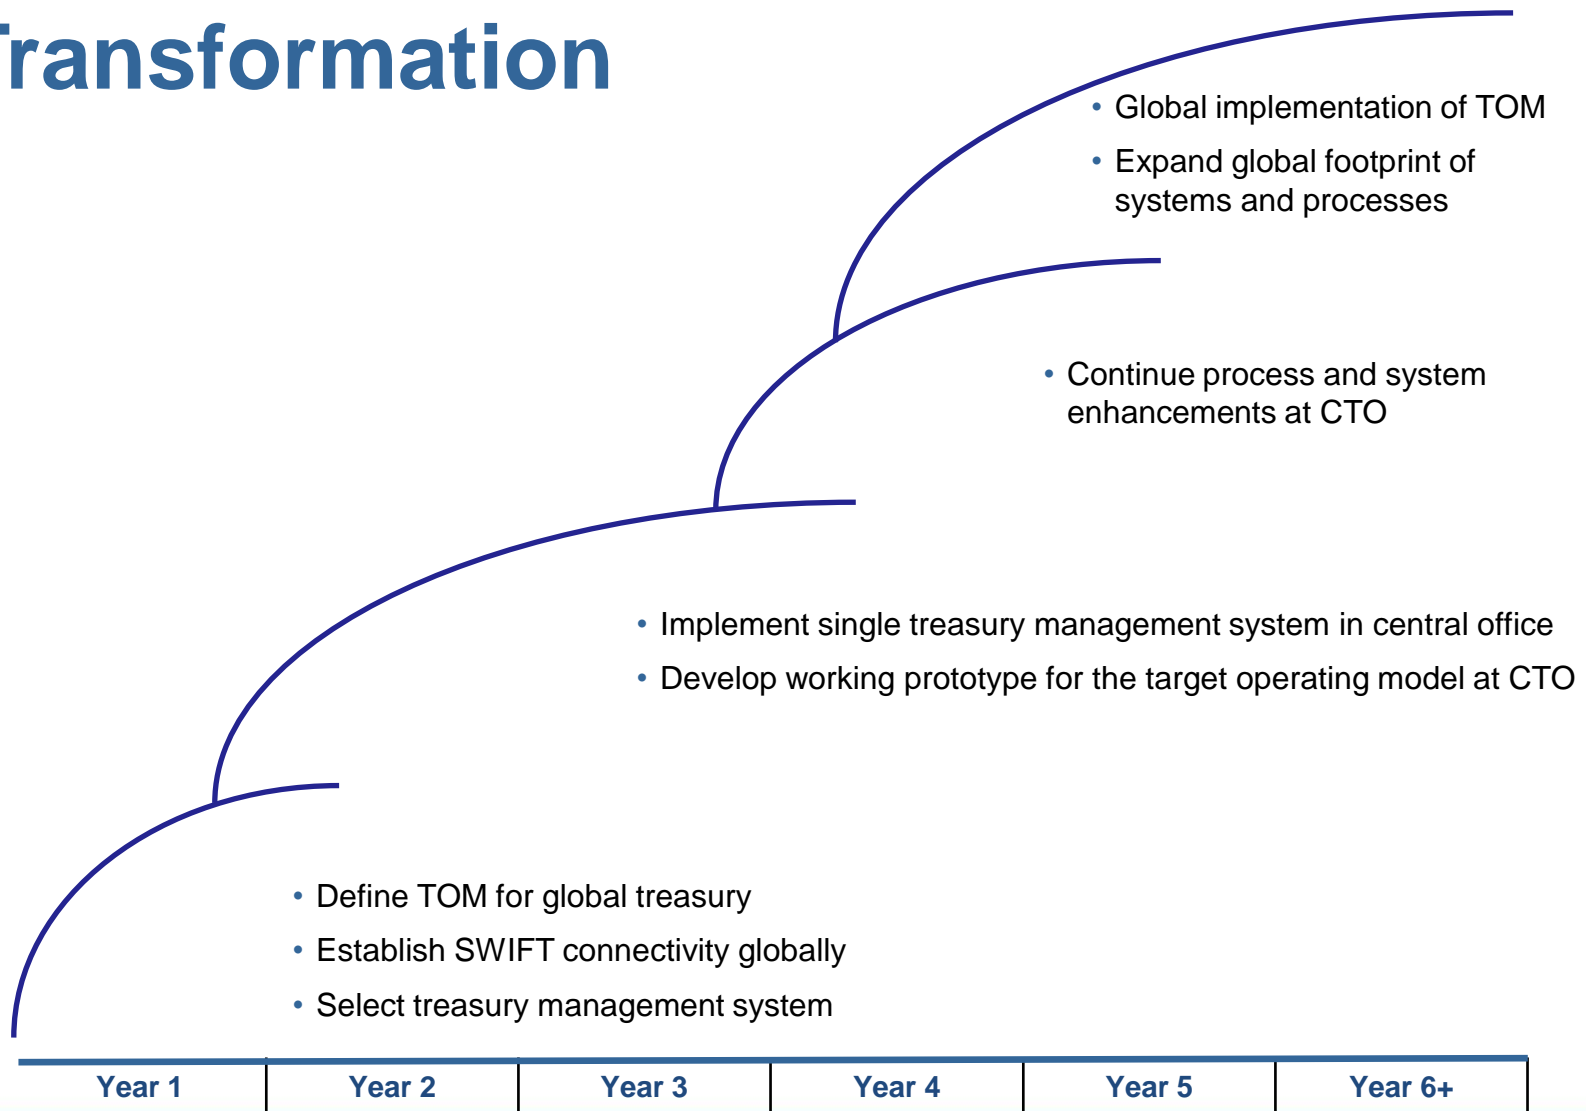 Transformation
• Global implementation of TOM
• Expand global footprint of
systems and processes
• Continue process and system
enhancements at CTO
• Implement single treasury management system in central office
• Develop working prototype for the target operating model at CTO
• Define TOM for global treasury
• Establish SWIFT connectivity globally
• Select treasury management system
Year 1 Year 2 Year 3 Year 4 Year 5 Year 6+